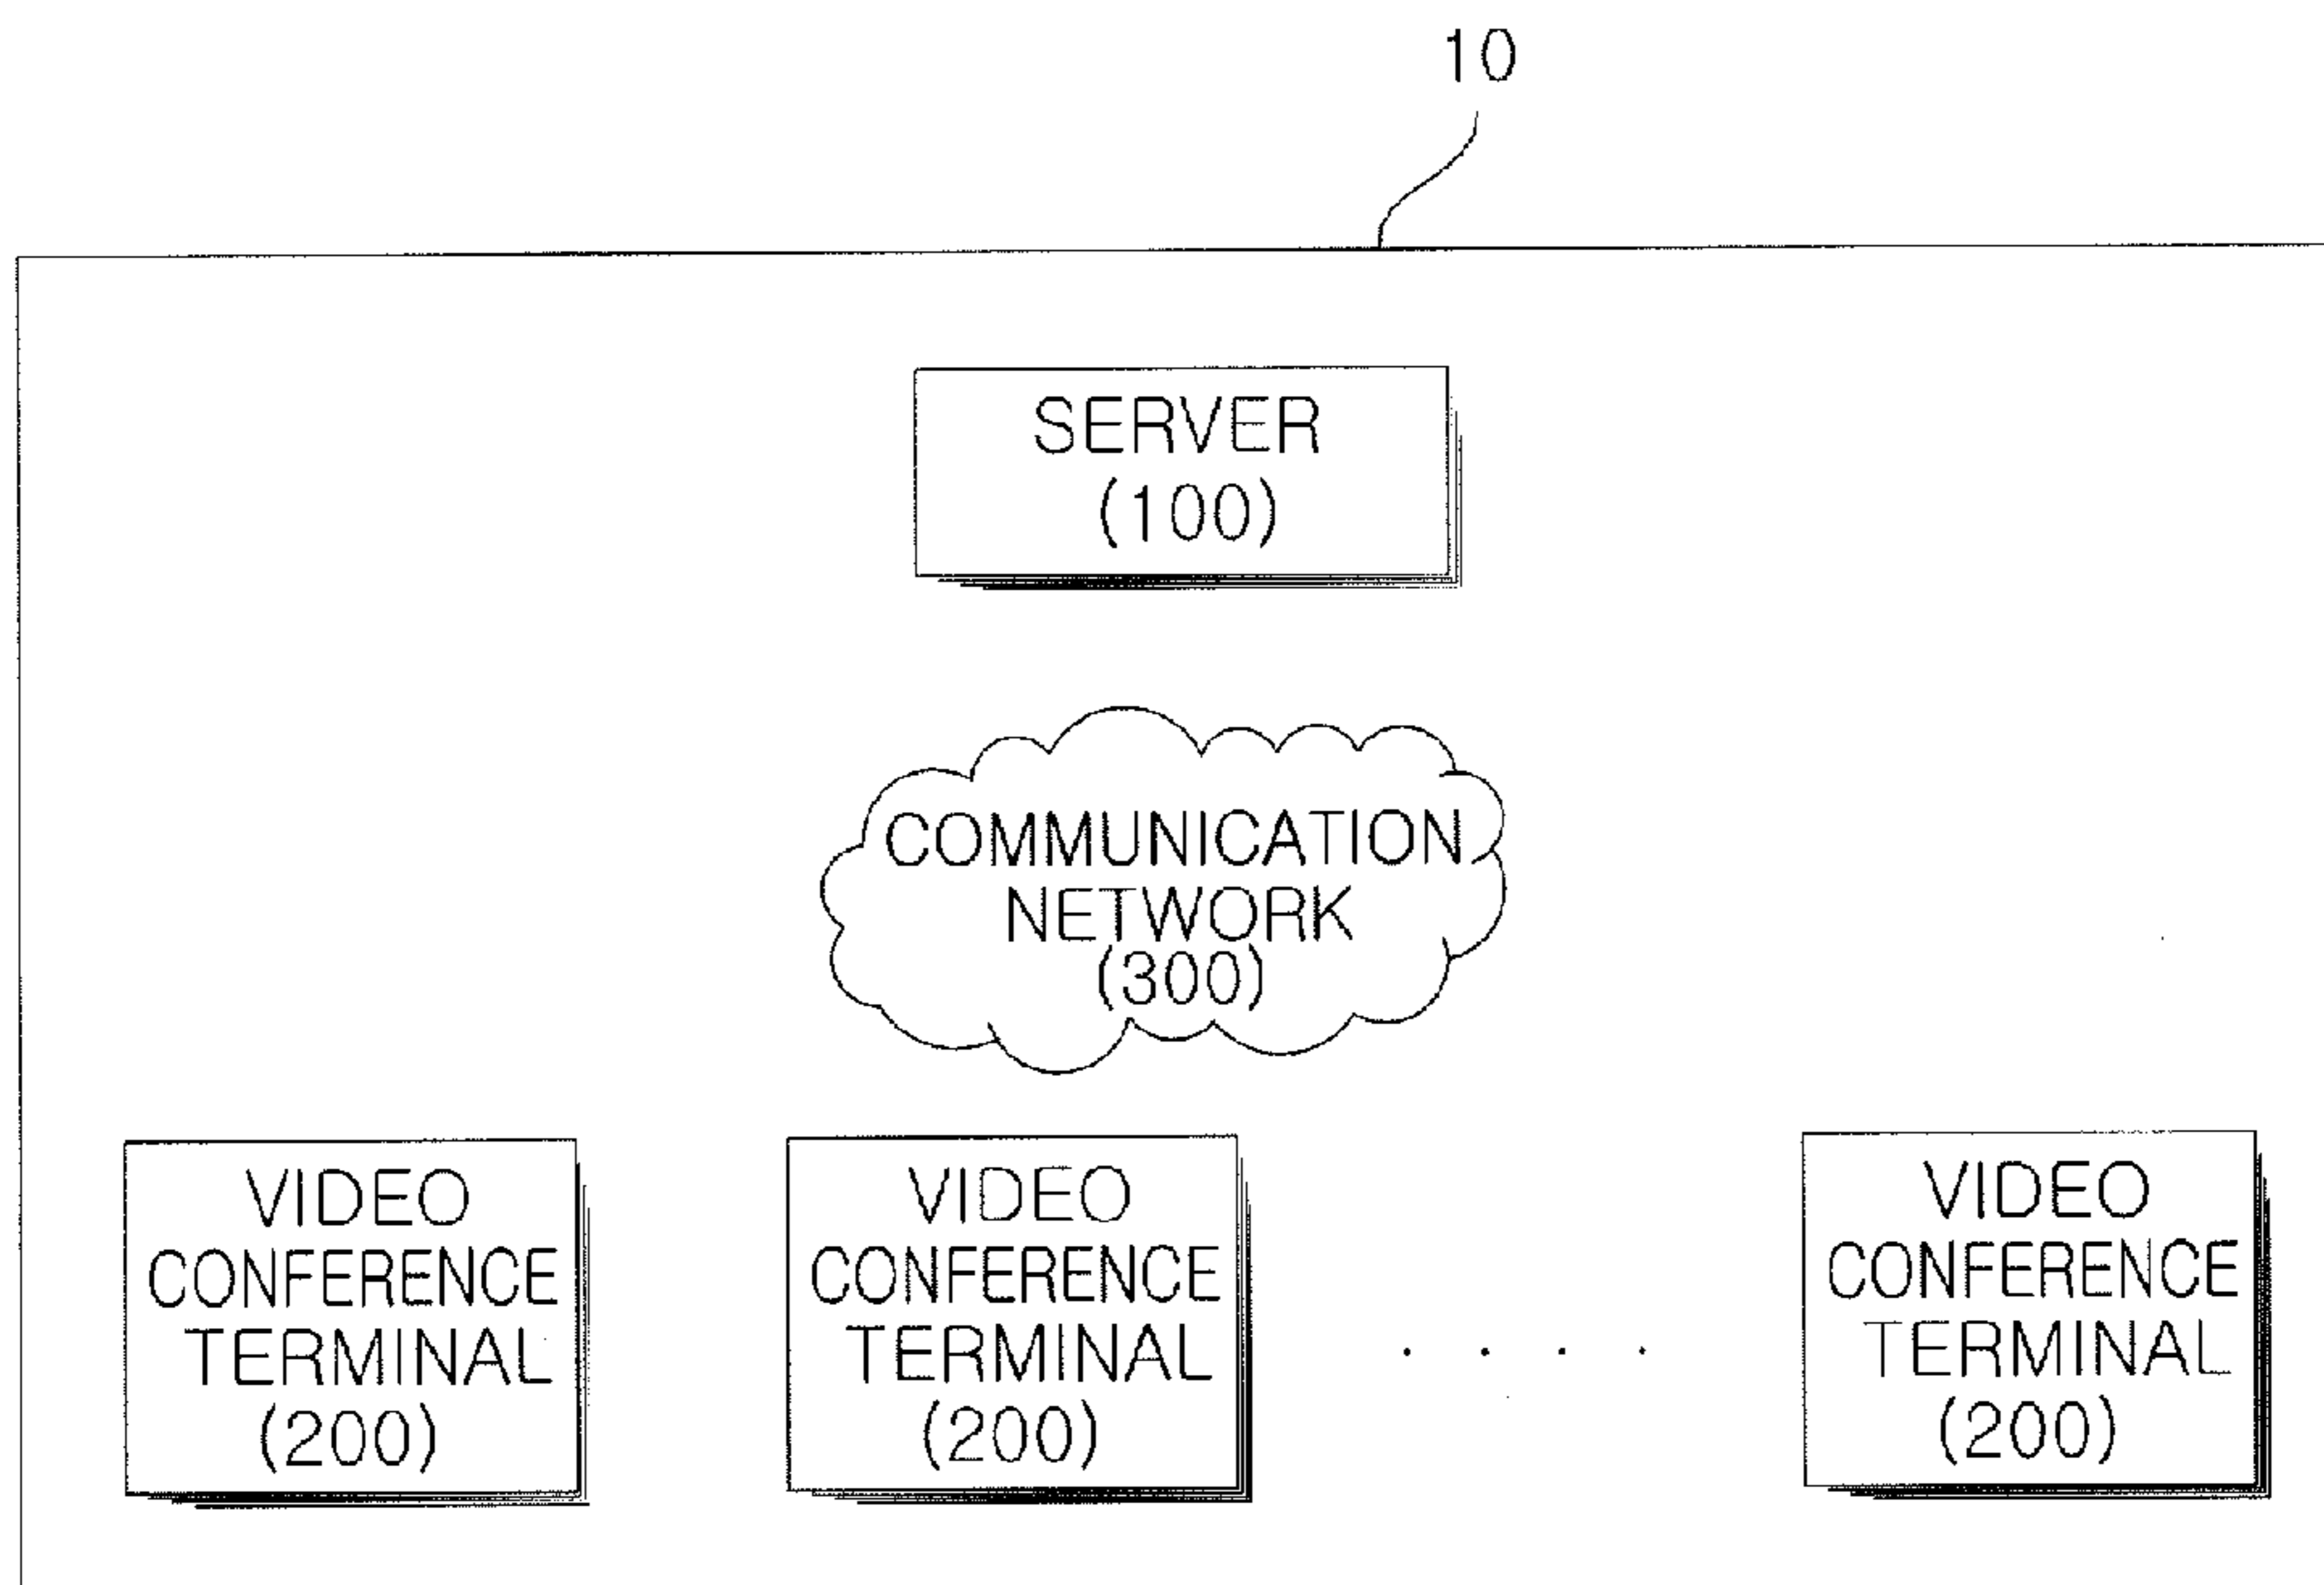 10
SERVER
(100)
COMMUNICATION
NETWORK
(300)
VIDEO
CONFERENCE
TERMINAL
(200)
VIDEO
CONFERENCE
TERMINAL
(200)
. . . .
VIDEO
CONFERENCE
TERMINAL
(200)